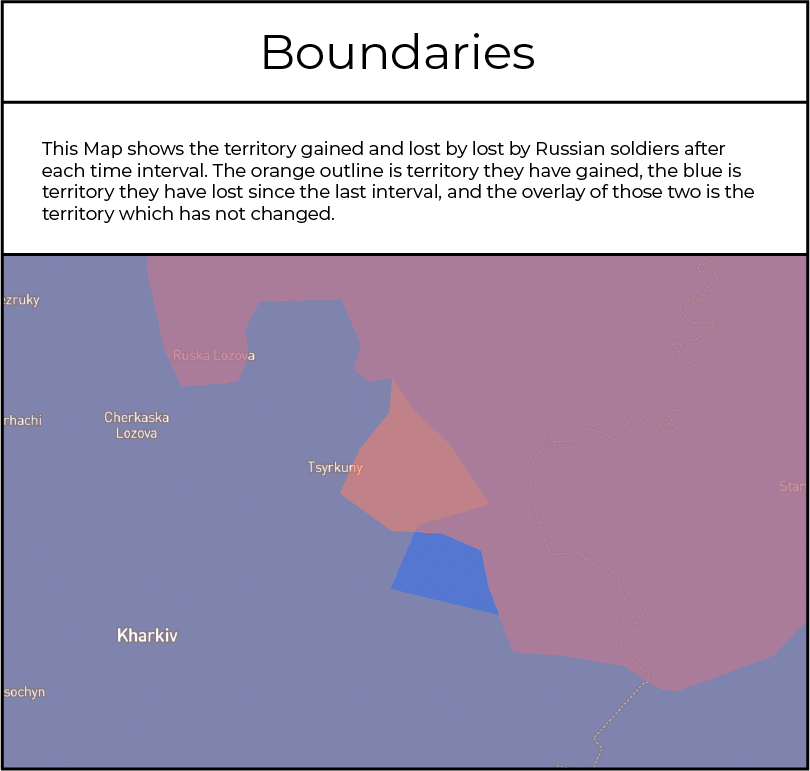 Boundaries
This Map shows the territory gained and lost by lost by Russian soldiers after
each time interval. The orange outline is territory they have gained, the blue is
territory they have lost since the last interval, and the overlay of those two is the
territory which has not changed.
ezruky
Ruska Lozova
rhachi
Cherkaska
Lozova
Tsyrkuny
Star
Kharkiv
sochyn